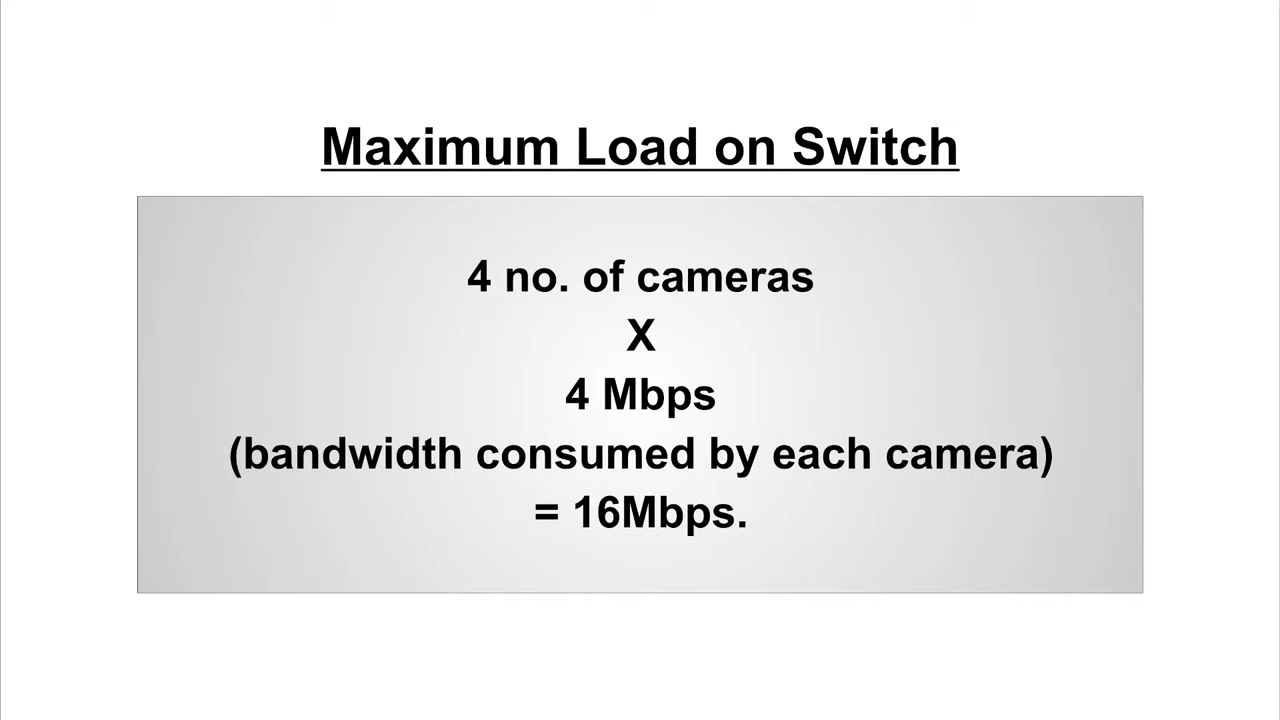 Maximum Load on Switch
4 no. of cameras
X
4 Mbps
(bandwidth consumed by each camera)
= 16Mbps.